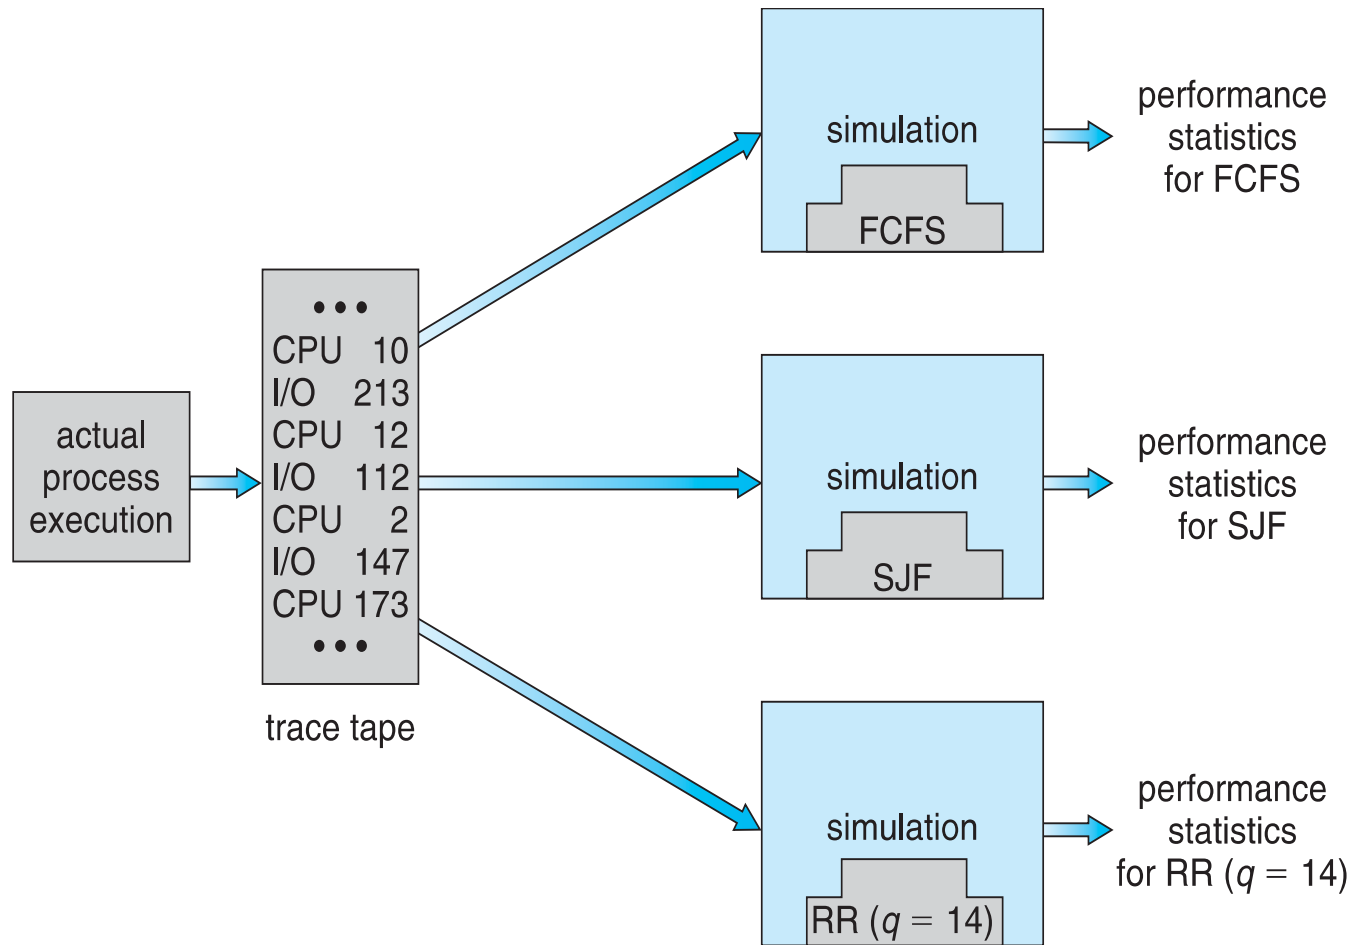 actual
process
execution
• • •
CPU 10
I/O 213
CPU 12
I/O 112
CPU 2
I/O 147
CPU 173
• • •
trace tape
simulation
FCFS
performance
statistics
for FCFS
simulation
SJF
performance
statistics
for SJF
simulation
RR (q = 14)
performance
statistics
for RR (q = 14)